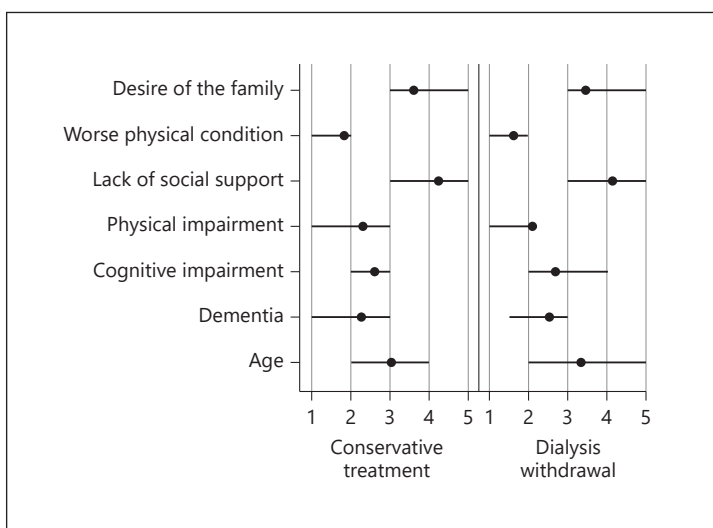 Desire of the family
Worse physical condition
Lack of social support
Physical impairment
Cognitive impairment
Dementia
Age
1 2 3 4 5 1 2 3 4 5
Conservative treatment
Dialysis withdrawal